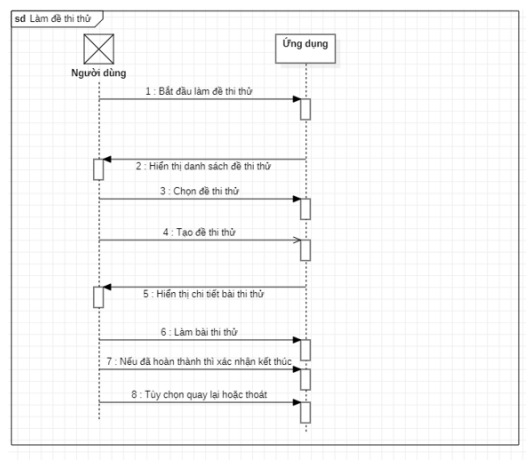 sd Làm đề thi thử
Ứng dụng
Người dùng
1 : Bắt đầu làm đề thi thử
2 : Hiển thị danh sách đề thi thử
3 : Chọn đề thi thử
4 : Tạo đề thi thử
5 : Hiển thị chi tiết bài thi thử
6 : Làm bài thi thử
7 : Nếu đã hoàn thành thì xác nhận kết thúc
8 : Tùy chọn quay lại hoặc thoát